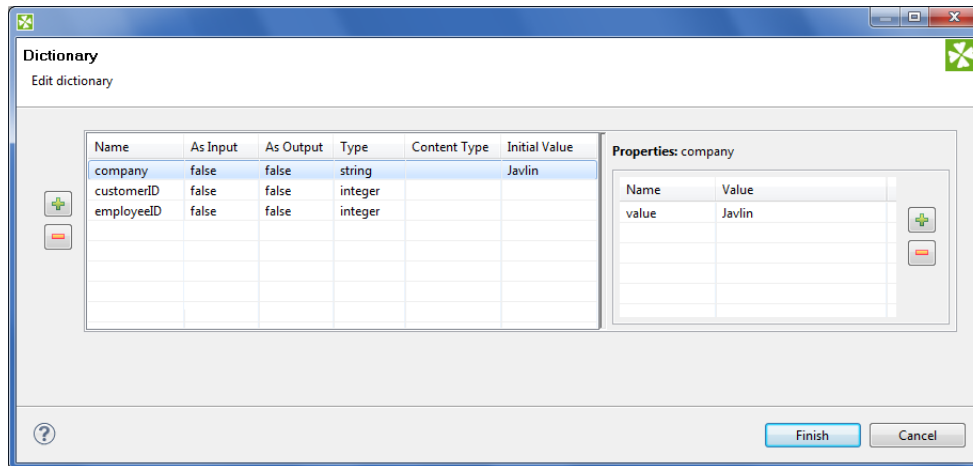 Dictionary
Edit dictionary
Name As Input As Output Type Content Type Initial Value
company false false string Javlin
customerID false false integer
employeeID false false integer
Properties: company
Name Value
value Javlin
Finish Cancel